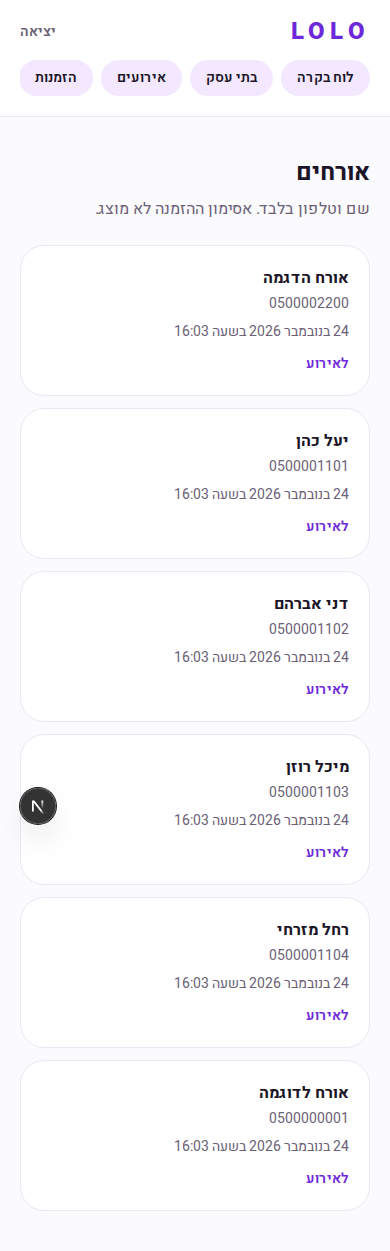 LOLO
יציאה
לוח בקרה
בתי עסק
אירועים
הזמנות
אורחים
שם וטלפון בלבד. אסימון ההזמנה לא מוצג.
אורח הדגמה
0500002200
24 בנובמבר 2026 בשעה 16:03
לאירוע
יעל כהן
0500001101
24 בנובמבר 2026 בשעה 16:03
לאירוע
דני אברהם
0500001102
24 בנובמבר 2026 בשעה 16:03
לאירוע
מיכל רוזן
0500001103
24 בנובמבר 2026 בשעה 16:03
לאירוע
רחל מזרחי
0500001104
24 בנובמבר 2026 בשעה 16:03
לאירוע
אורח לדוגמה
0500000001
24 בנובמבר 2026 בשעה 16:03
לאירוע